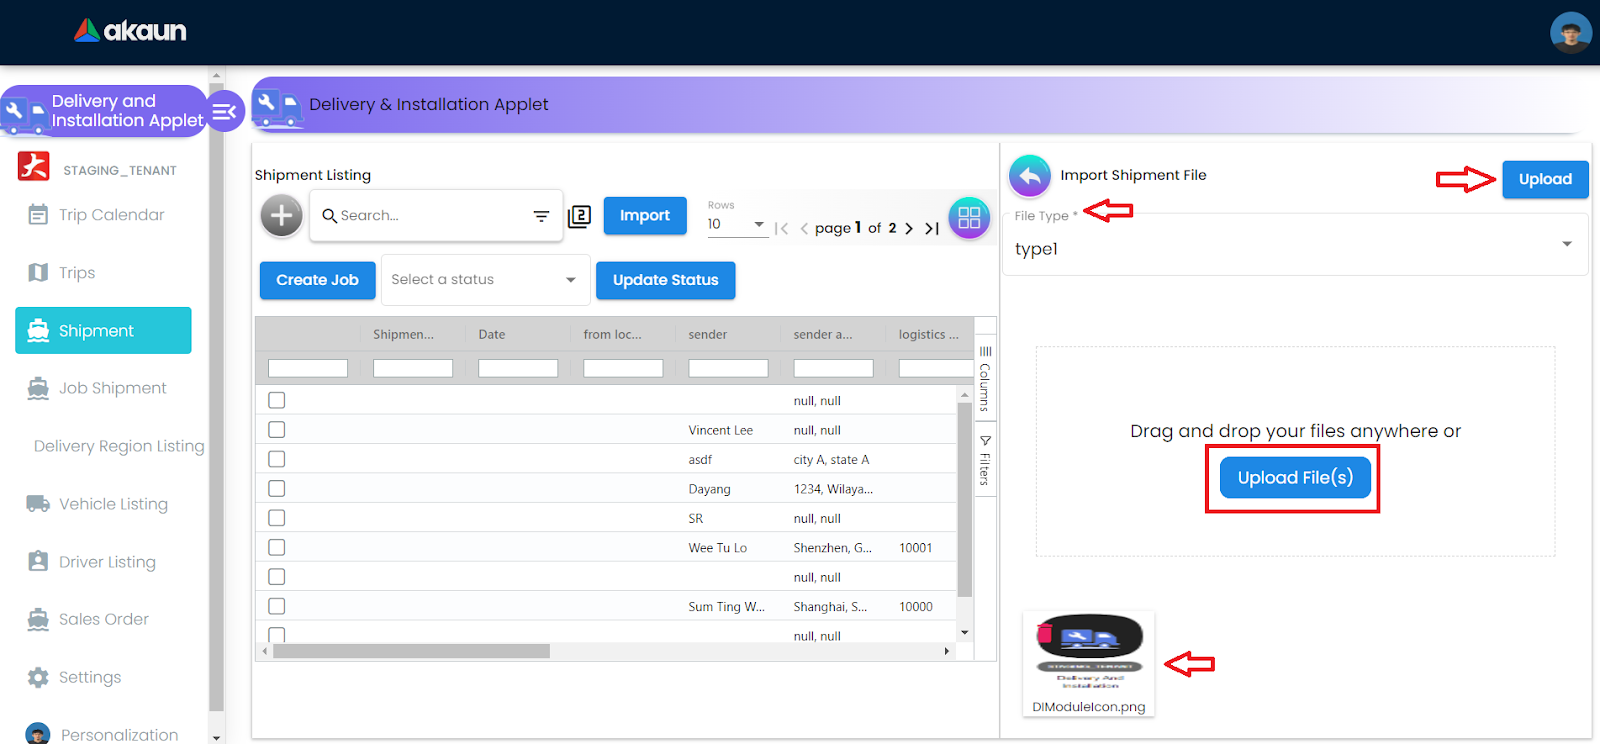 akaun
Delivery and
Installation Applet
Delivery & Installation Applet
STAGING_TENANT
Trip Calendar
Trips
Shipment
Job Shipment
Delivery Region Listing
Vehicle Listing
Driver Listing
Sales Order
Settings
Personalization
Shipment Listing
Search...
2
Import
Rows
10
page 1 of 2
Create Job
Select a status
Update Status
Shipmen... Date from loc... sender sender a... logistics ...
null, null
Vincent Lee null, null
asdf city A, state A
Dayang 1234, Wilaya...
SR null, null
Wee Tu Lo Shenzhen, G... 10001
null, null
Sum Ting W... Shanghai, S... 10000
null, null
Columns
Filters
Import Shipment File
Upload
File Type *
type1
Drag and drop your files anywhere or
Upload File(s)
STAGING_TENANT
Delivery And
Installation
DIModuleIcon.png